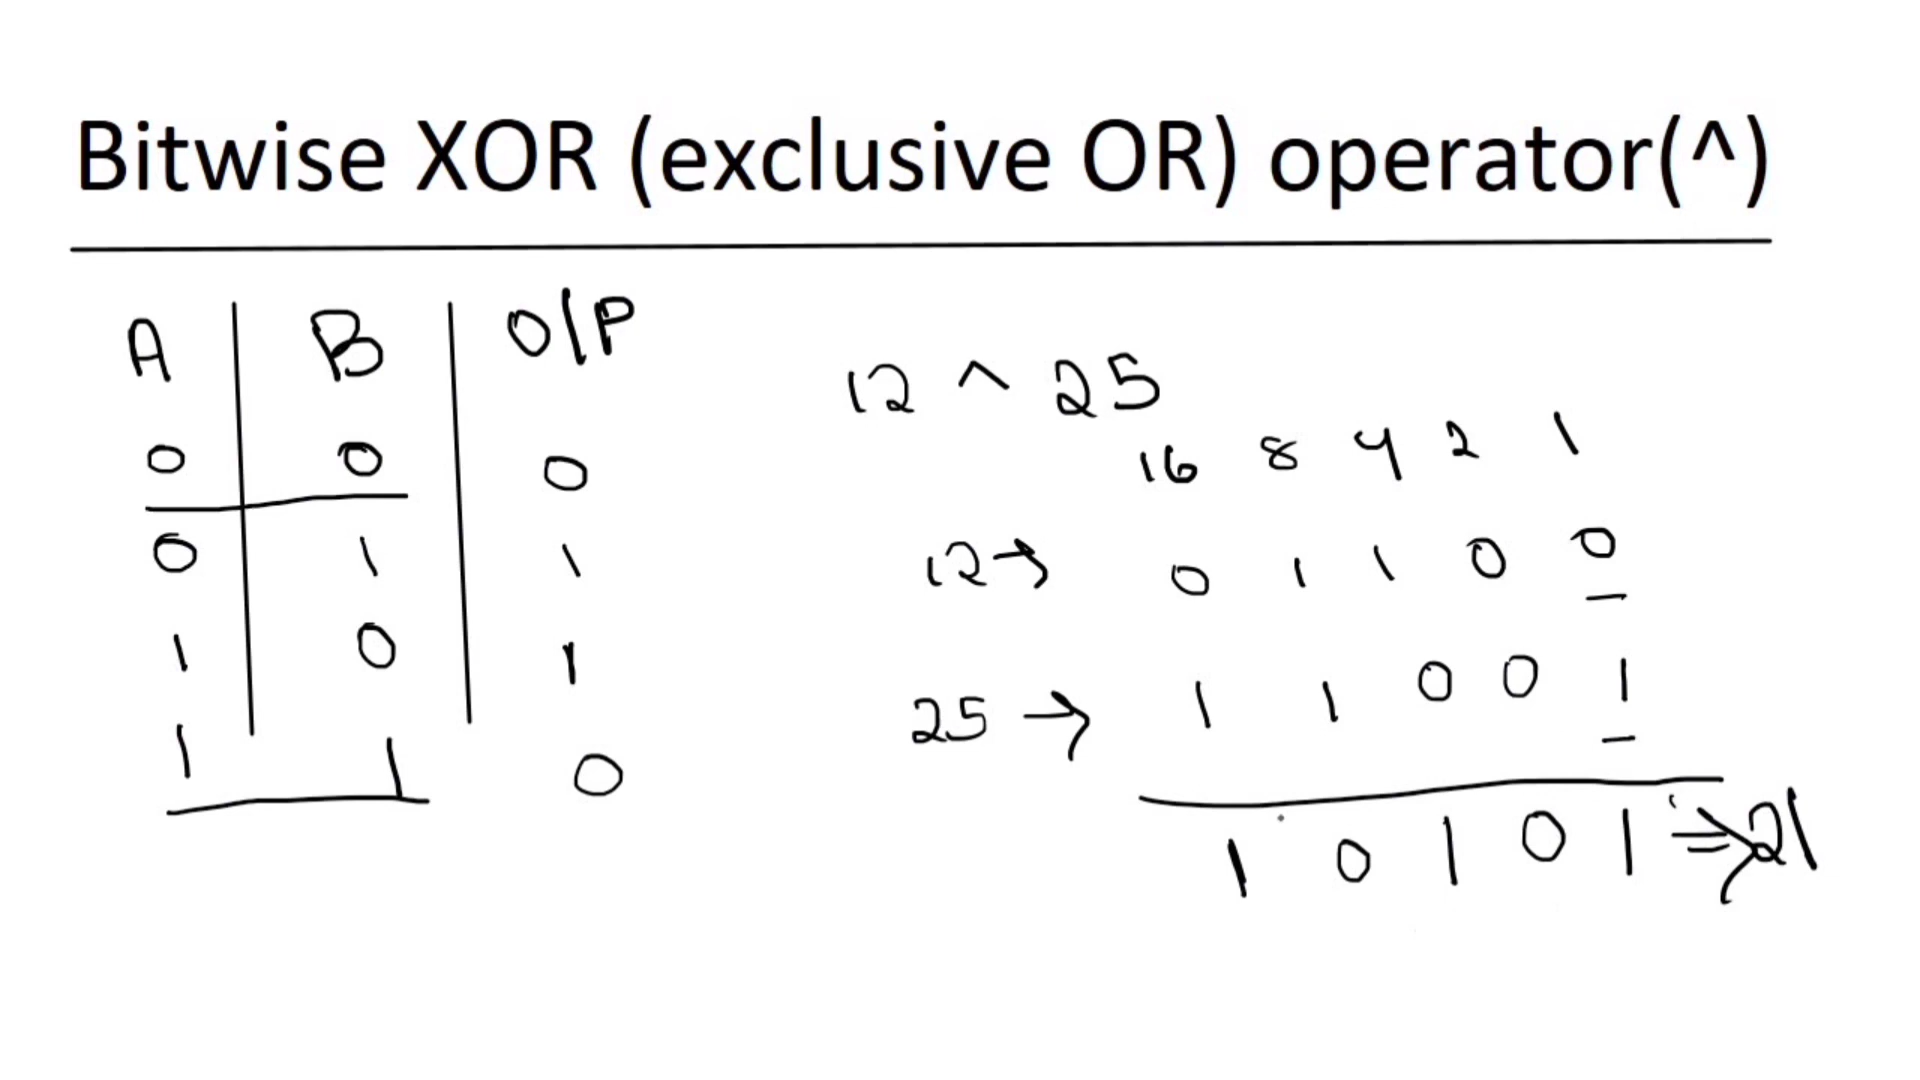 Bitwise XOR (exclusive OR) operator(^)
A B O/P
0 0 0
0 1 1
1 0 1
1 1 0
12 ^ 25
16 8 4 2 1
12→ 0 1 1 0 0
25→ 1 1 0 0 1
1 0 1 0 1 ⇒21